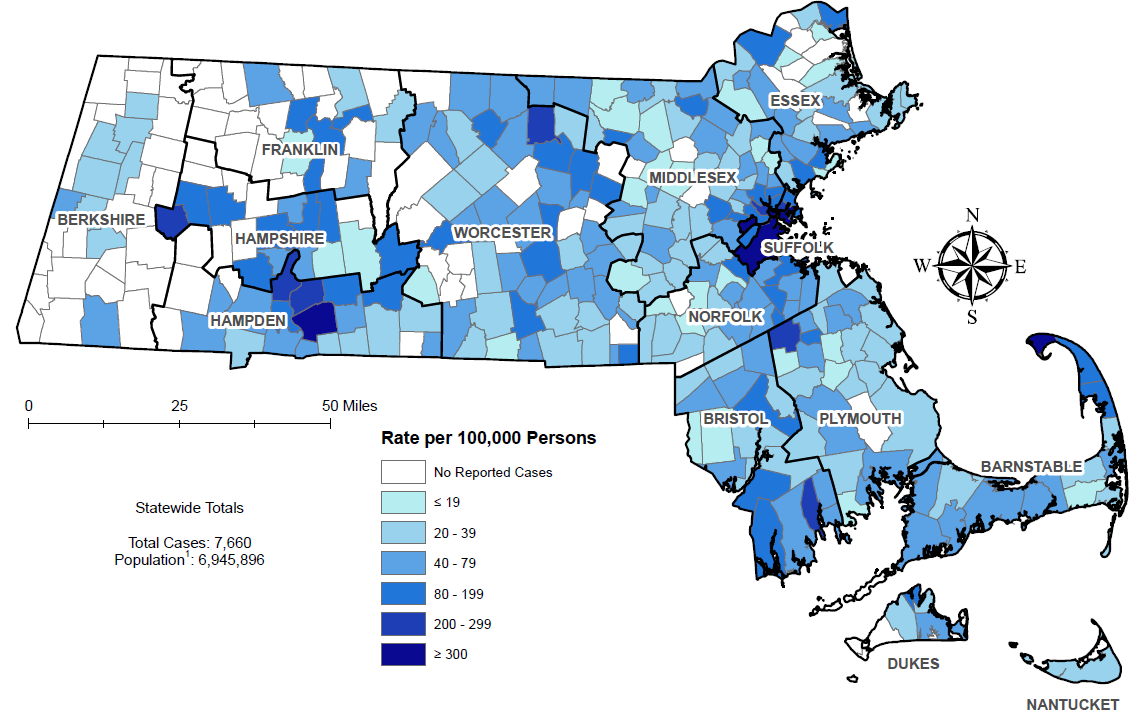 ESSEX
FRANKLIN
MIDDLESEX
BERKSHIRE
HAMPSHIRE
WORCESTER
SUFFOLK
N
W
E
S
HAMPDEN
NORFOLK
0
25
50 Miles
BRISTOL
PLYMOUTH
Rate per 100,000 Persons
BARNSTABLE
No Reported Cases
≤ 19
20 - 39
40 - 79
80 - 199
200 - 299
≥ 300
Statewide Totals
Total Cases: 7,660
Population¹: 6,945,896
DUKES
NANTUCKET